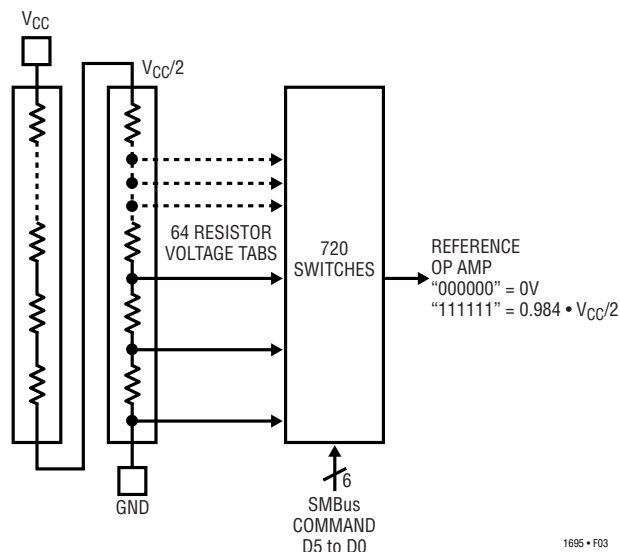 VCC
VCC/2
64 RESISTOR
VOLTAGE TABS
720
SWITCHES
REFERENCE
OP AMP
“000000” = 0V
“111111” = 0.984 • VCC/2
GND
6
SMBus
COMMAND
D5 to D0
1695 • F03